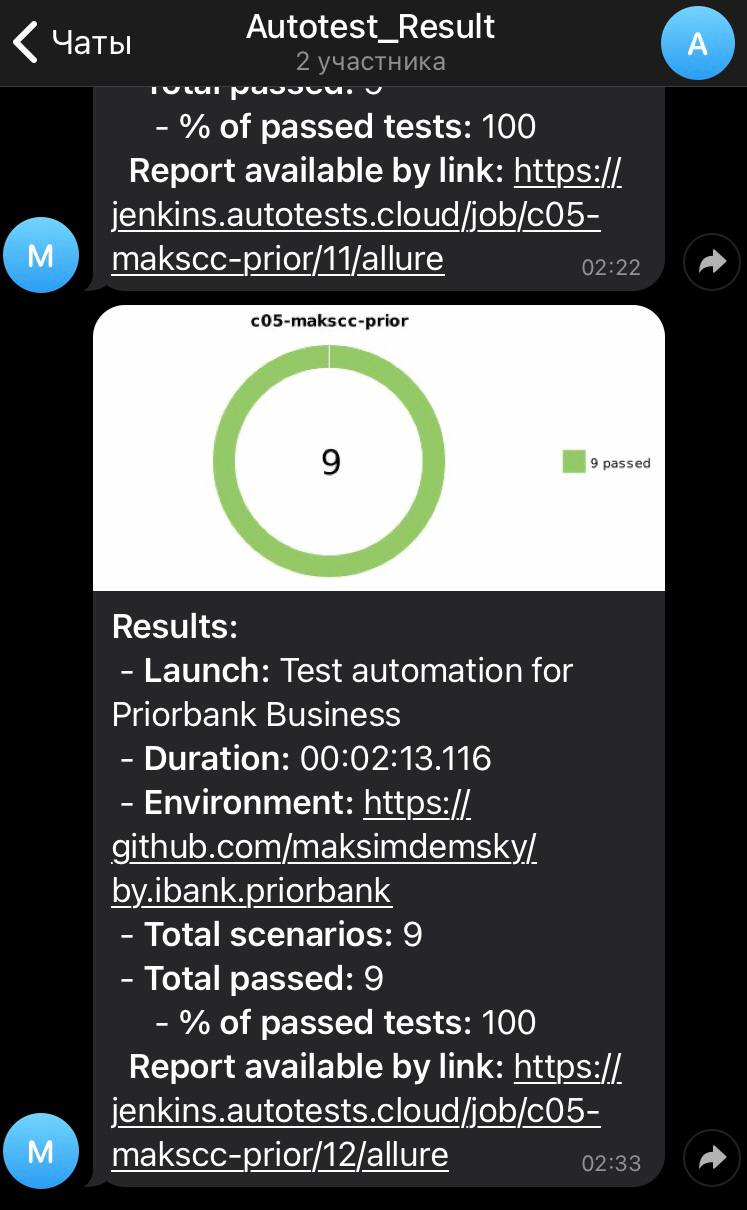 Чаты
Autotest_Result
2 участника
A
Total passed: 9
- % of passed tests: 100
Report available by link: https://
jenkins.autotests.cloud/job/c05-
makscc-prior/11/allure
02:22
M
c05-makscc-prior
9
9 passed
Results:
- Launch: Test automation for
Priorbank Business
- Duration: 00:02:13.116
- Environment: https://
github.com/maksimdemsky/
by.ibank.priorbank
- Total scenarios: 9
- Total passed: 9
- % of passed tests: 100
Report available by link: https://
jenkins.autotests.cloud/job/c05-
makscc-prior/12/allure
02:33
M